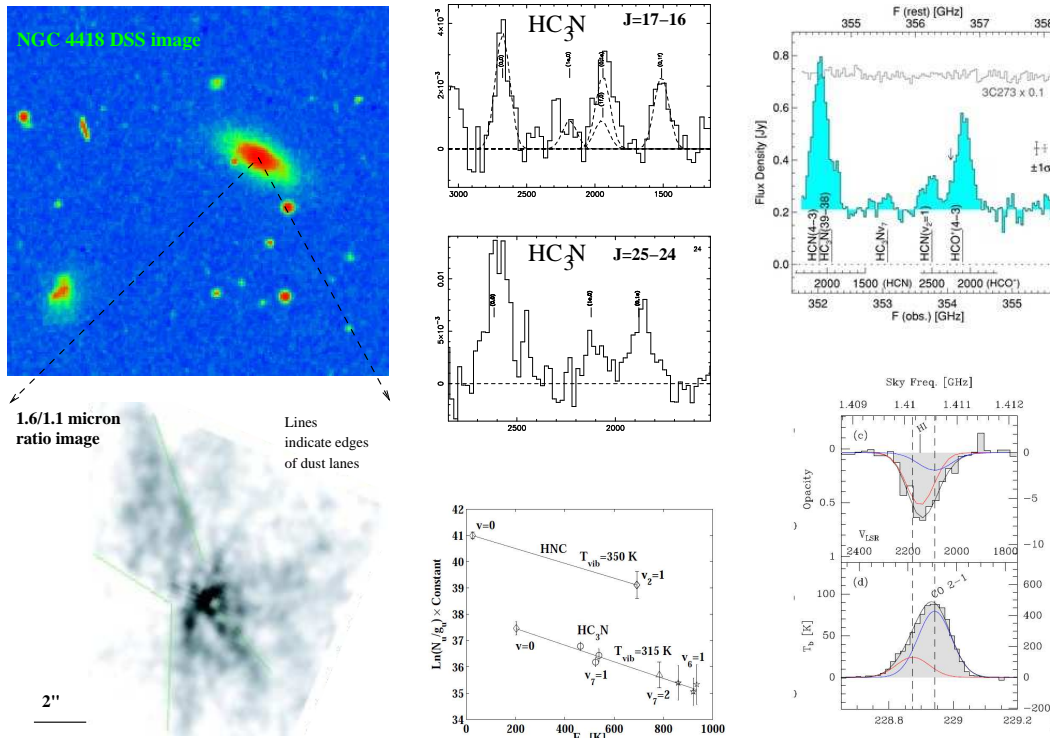 NGC 4418 DSS image
1.6/1.1 micron
ratio image
Lines
indicate edges
of dust lanes
2"
HC3N
J=17−16
4×10⁻³
2×10⁻³
0
3000
2500
2000
1500
HC3N
J=25−24
24
0.01
5×10⁻³
0
2500
2000
Ln(Nu/gu) × Constant
41
40
39
38
37
36
35
34
v=0
HNC
Tvib=350 K
v2=1
HC3N
Tvib=315 K
v=0
v7=1
v7=2
v6=1
0
200
400
600
800
1000
[K]
F (rest) [GHz]
355
356
357
358
3C273 x 0.1
±1σ
Flux Density [Jy]
0.8
0.6
0.4
0.2
0.0
HCN(4−3)
HC3N(39−38)
HC3Nv7
HCN(v2=1)
HCO+(4−3)
2000
1500
(HCN)
2500
2000
(HCO+)
352
353
354
355
F (obs.) [GHz]
Sky Freq. [GHz]
1.409
1.41
1.411
1.412
(c)
HI
Opacity
0
0.5
1
0
−5
−10
VLSR
2400
2200
2000
1800
(d)
CO 2−1
Tb [K]
100
50
0
600
400
200
0
−200
228.8
229
229.2